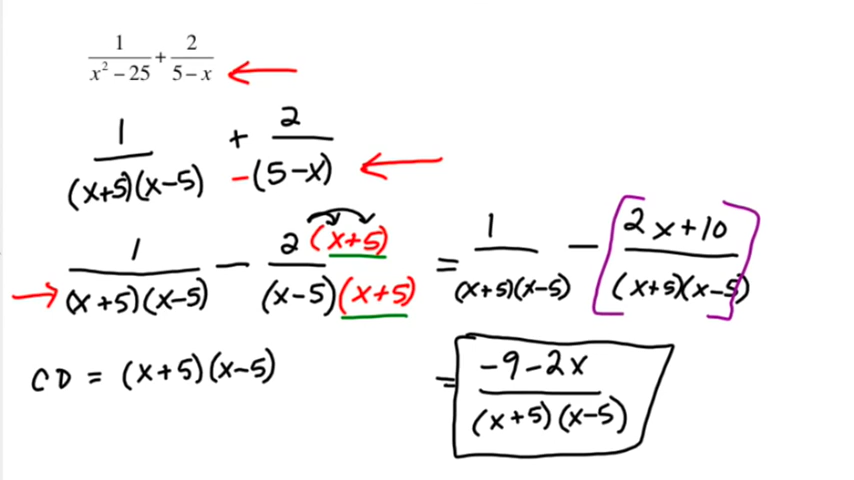 1/(x² − 25) + 2/(5 − x)
1/((x+5)(x−5)) + 2/(−(5−x))
1/((x+5)(x−5)) − 2(x+5)/((x−5)(x+5)) = 1/((x+5)(x−5)) − [(2x+10)/((x+5)(x−5))]
CD = (x+5)(x−5)
= (−9−2x)/((x+5)(x−5))